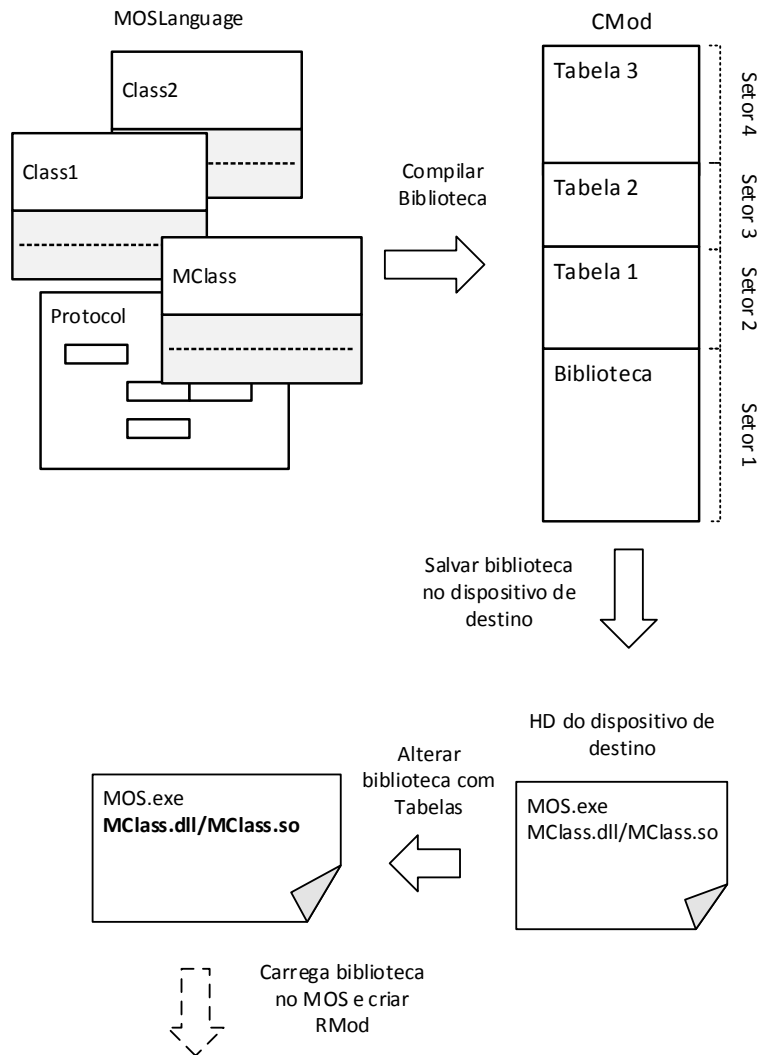 MOSLanguage
Class2
Class1
MClass
Protocol
Compilar
Biblioteca
CMod
Tabela 3
Tabela 2
Tabela 1
Biblioteca
Setor 4
Setor 3
Setor 2
Setor 1
Salvar biblioteca
no dispositivo de
destino
HD do dispositivo de
destino
MOS.exe
MClass.dll/MClass.so
Alterar
biblioteca com
Tabelas
MOS.exe
MClass.dll/MClass.so
Carrega biblioteca
no MOS e criar
RMod